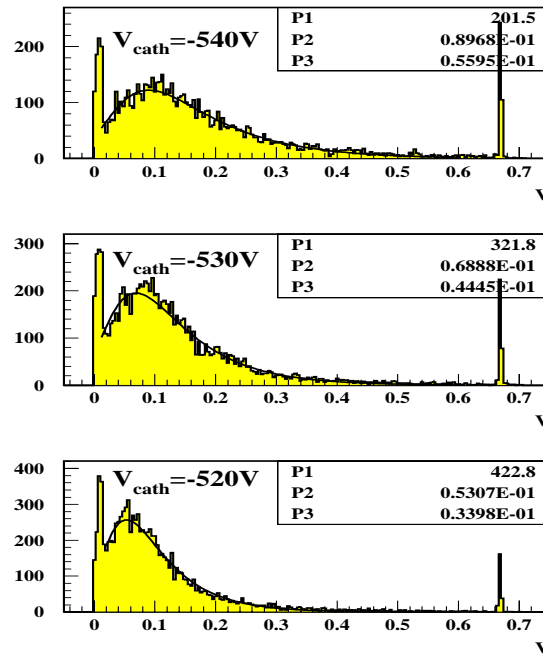 V_cath=-540V
P1 201.5
P2 0.8968E-01
P3 0.5595E-01
200
100
0
0 0.1 0.2 0.3 0.4 0.5 0.6 0.7
V
V_cath=-530V
P1 321.8
P2 0.6888E-01
P3 0.4445E-01
300
200
100
0
0 0.1 0.2 0.3 0.4 0.5 0.6 0.7
V
V_cath=-520V
P1 422.8
P2 0.5307E-01
P3 0.3398E-01
400
300
200
100
0
0 0.1 0.2 0.3 0.4 0.5 0.6 0.7
V